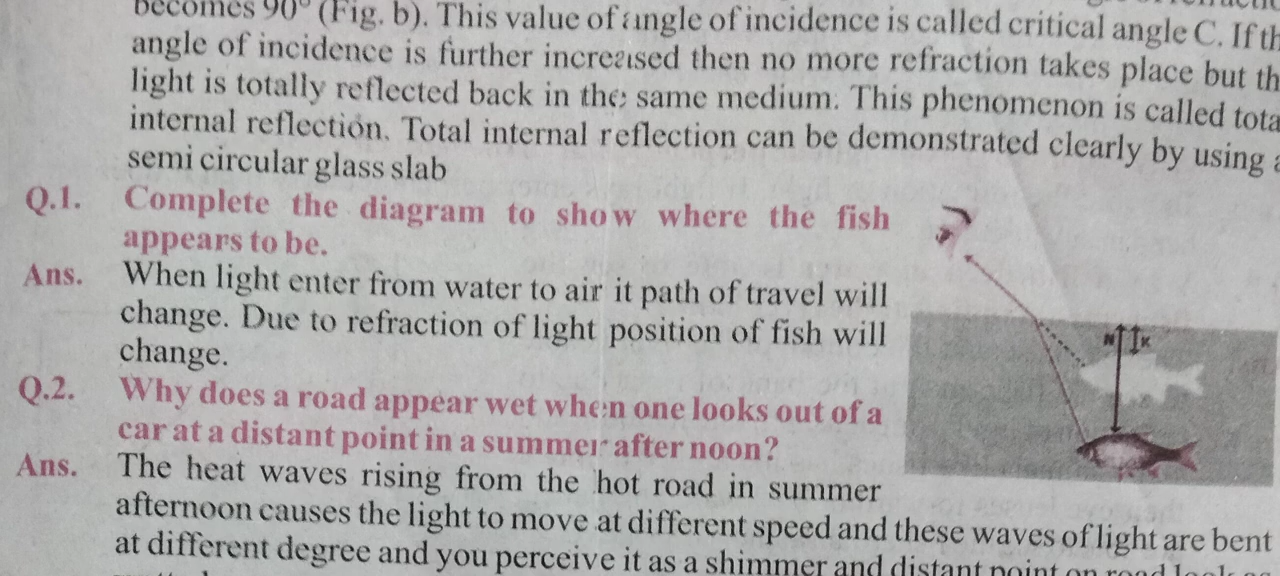 becomes 90° (Fig. b). This value of angle of incidence is called critical angle C. If th
angle of incidence is further increased then no more refraction takes place but th
light is totally reflected back in the same medium. This phenomenon is called tota
internal reflection. Total internal reflection can be demonstrated clearly by using a
semi circular glass slab
Q.1. Complete the diagram to show where the fish
appears to be.
Ans. When light enter from water to air it path of travel will
change. Due to refraction of light position of fish will
change.
N K
Q.2. Why does a road appear wet when one looks out of a
car at a distant point in a summer after noon?
Ans. The heat waves rising from the hot road in summer
afternoon causes the light to move at different speed and these waves of light are bent
at different degree and you perceive it as a shimmer and distant point on road look as